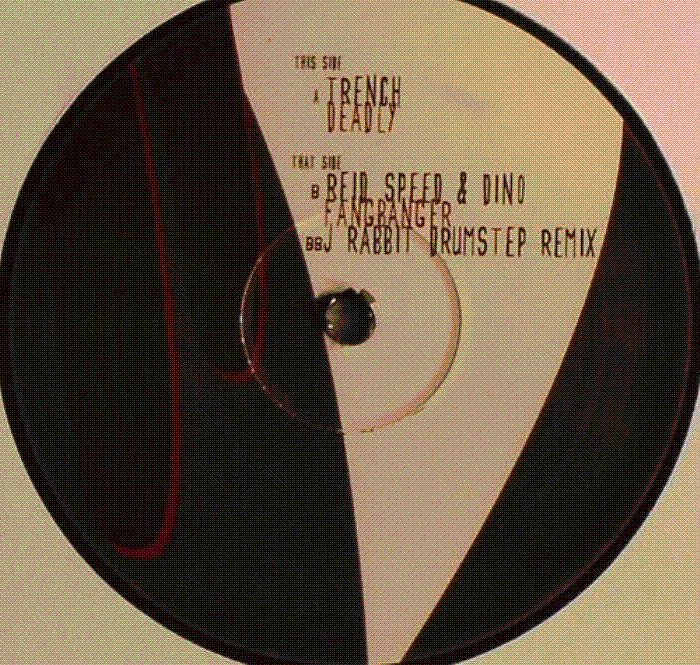 THIS SIDE
A TRENCH
DEADLY
THAT SIDE
B REID SPEED & DINO
FANGBANGER
BB J RABBIT DRUMSTEP REMIX